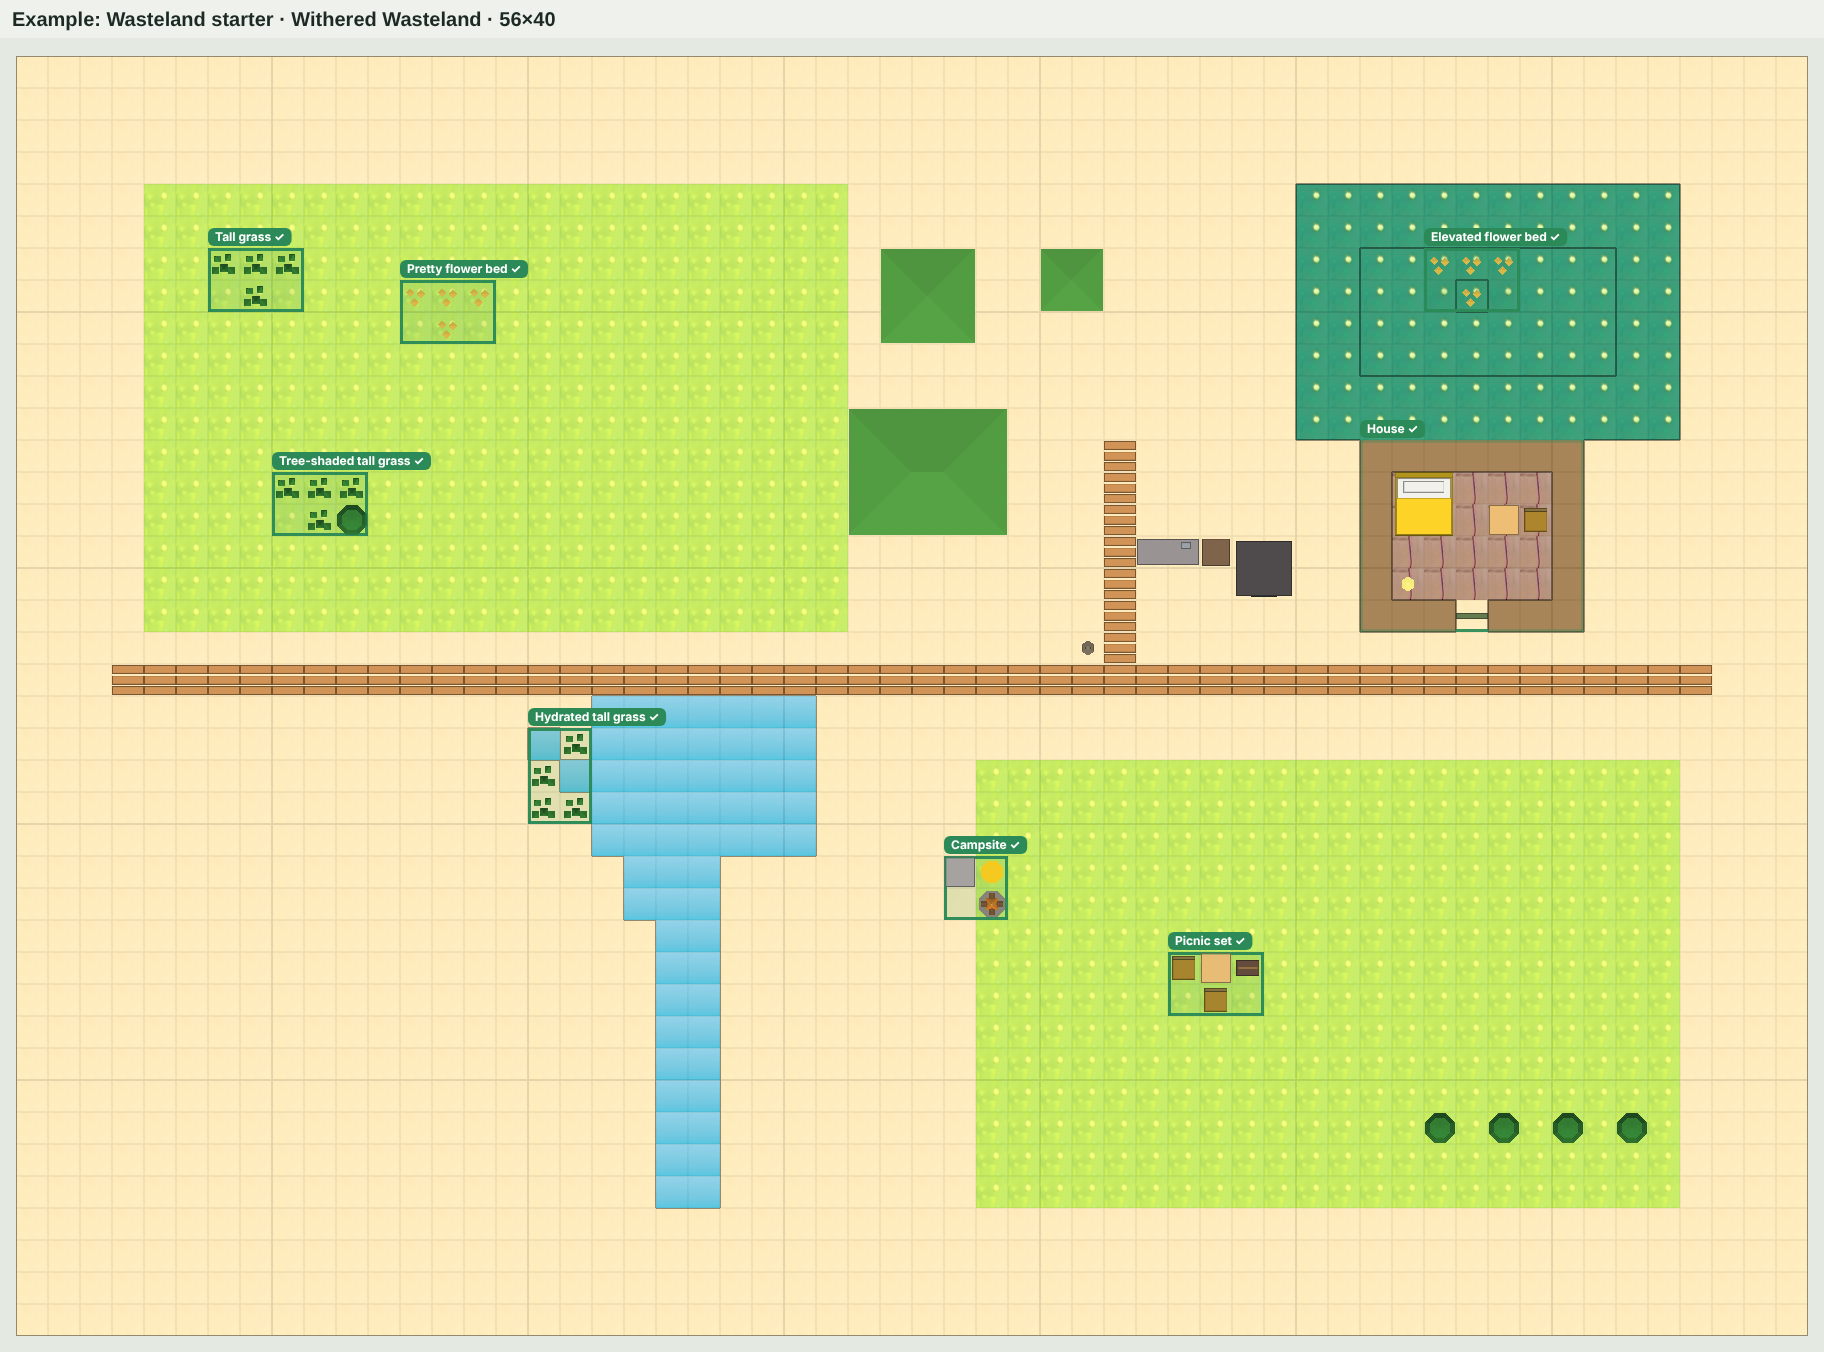 Example: Wasteland starter · Withered Wasteland · 56×40
Tall grass ✓
Elevated flower bed ✓
Pretty flower bed ✓
House ✓
Tree-shaded tall grass ✓
Hydrated tall grass ✓
Campsite ✓
Picnic set ✓